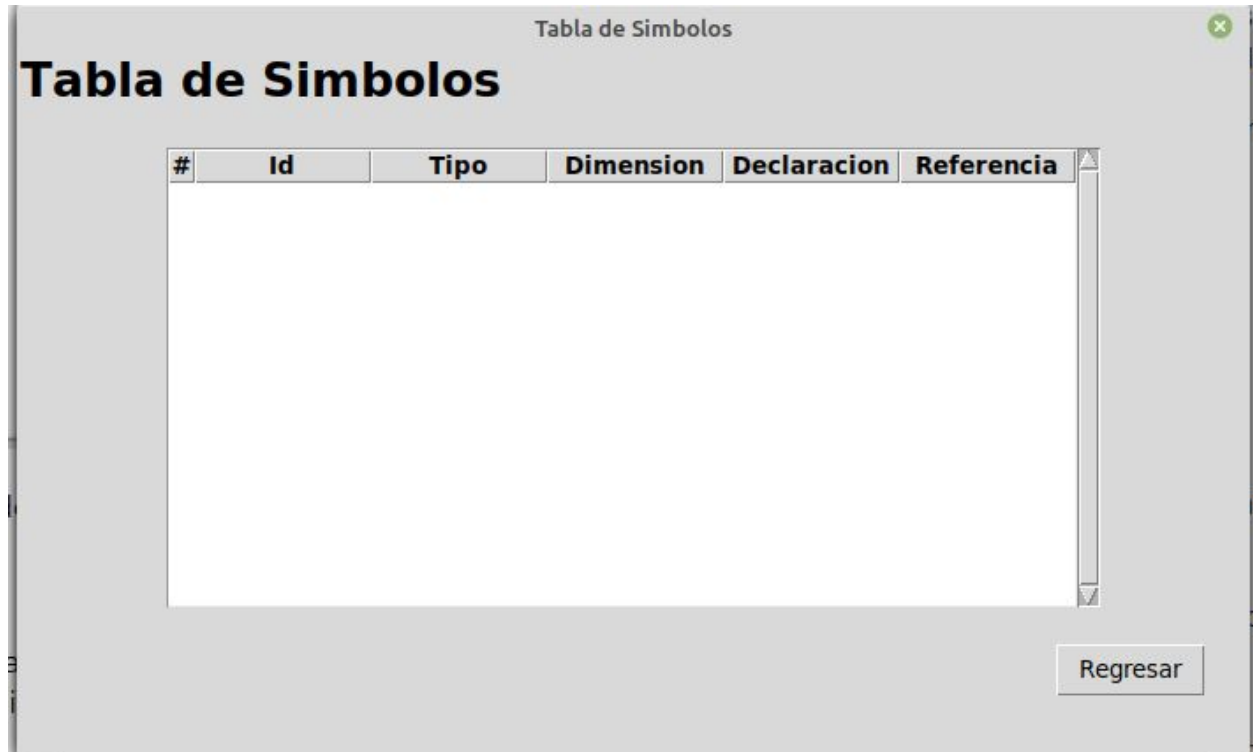 Tabla de Simbolos
Tabla de Simbolos
# Id Tipo Dimension Declaracion Referencia
Regresar